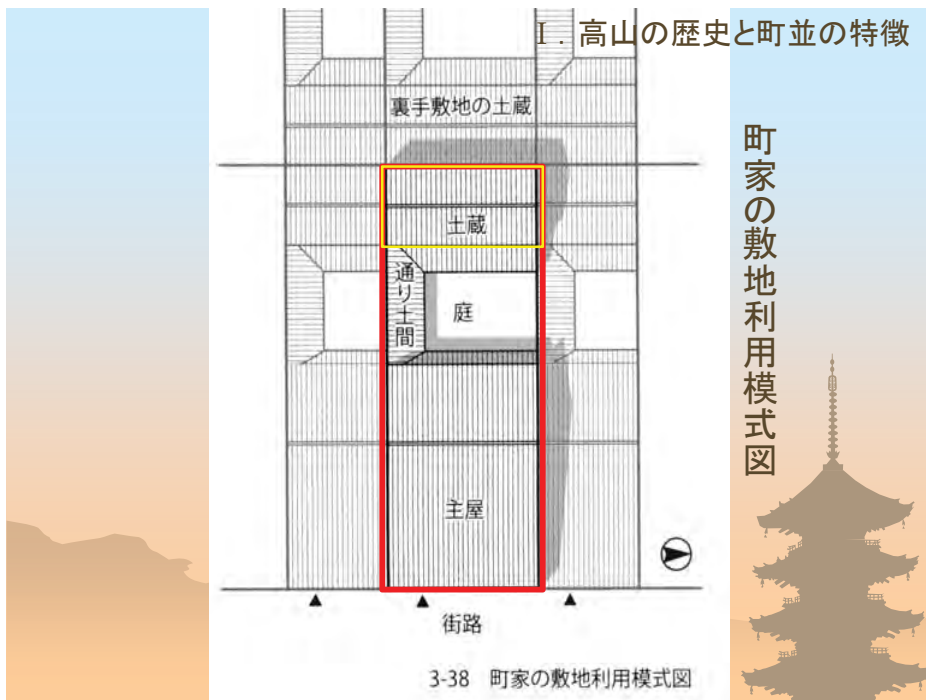 Ⅰ．高山の歴史と町並の特徴
町家の敷地利用模式図
裏手敷地の土蔵
土蔵
通り土間
庭
主屋
街路
3-38 町家の敷地利用模式図